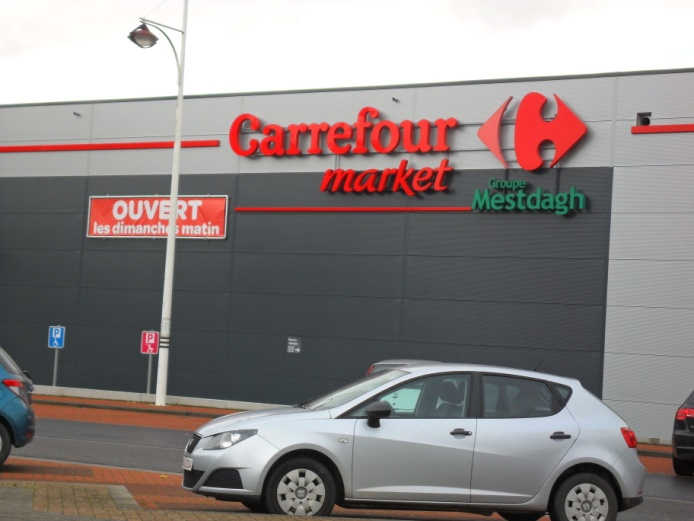 Carrefour
market
Groupe
Mestdagh
OUVERT
les dimanches matin
P
P